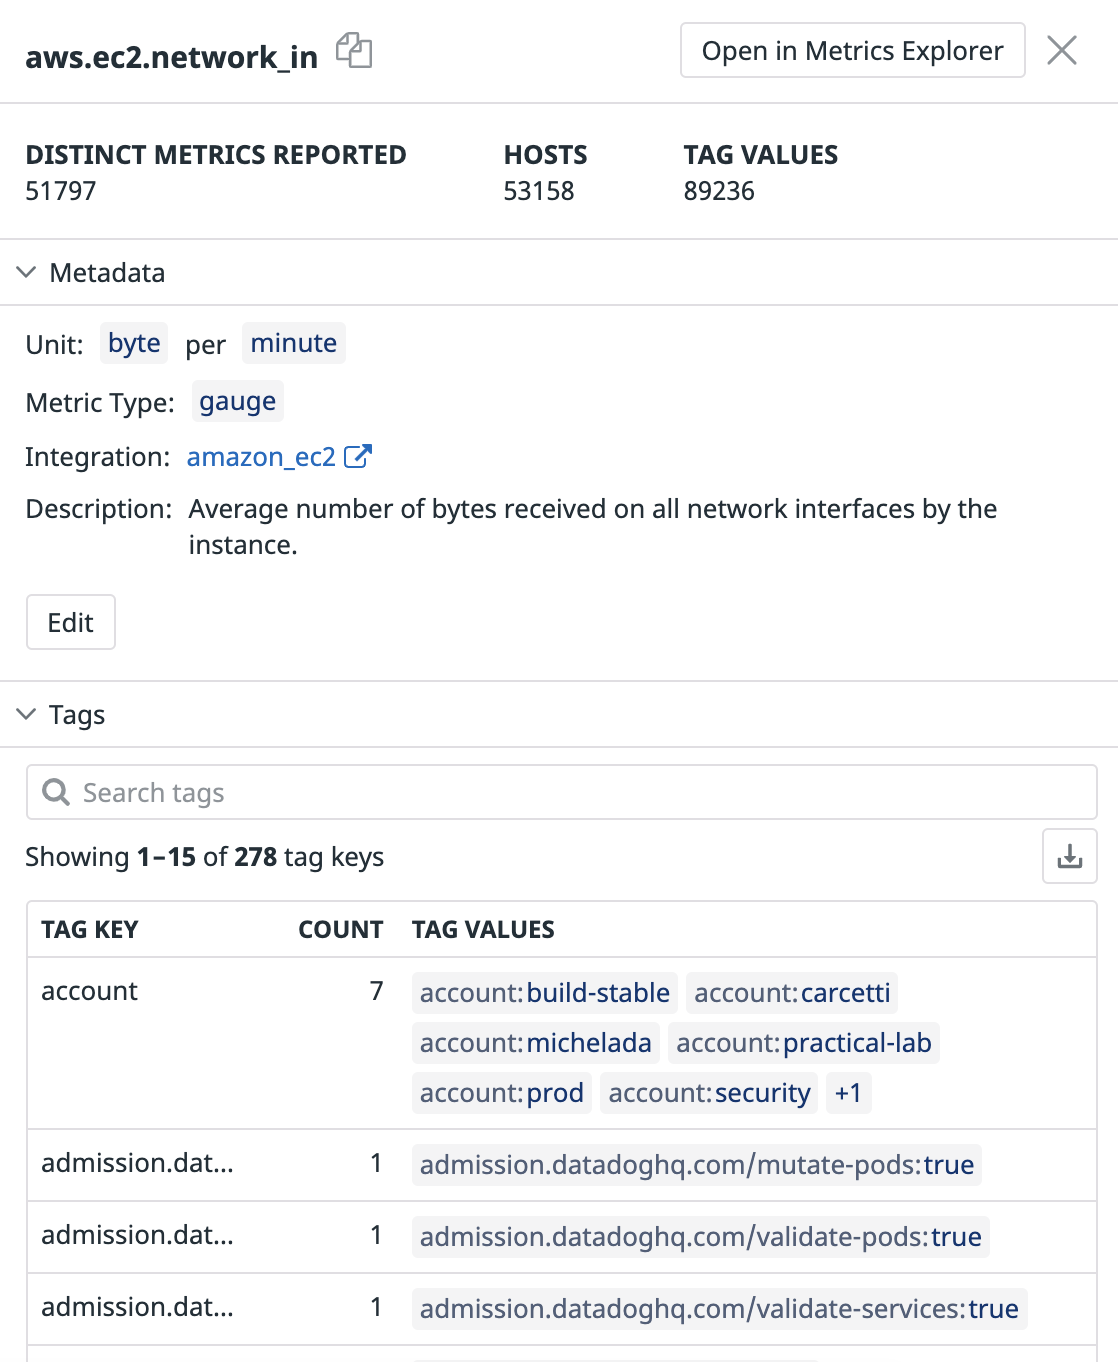 aws.ec2.network_in
Open in Metrics Explorer
DISTINCT METRICS REPORTED HOSTS TAG VALUES
51797 53158 89236
Metadata
Unit: byte per minute
Metric Type: gauge
Integration: amazon_ec2
Description: Average number of bytes received on all network interfaces by the
instance.
Edit
Tags
Search tags
Showing 1–15 of 278 tag keys
TAG KEY COUNT TAG VALUES
account 7 account:build-stable account:carcetti
account:michelada account:practical-lab
account:prod account:security +1
admission.dat... 1 admission.datadoghq.com/mutate-pods:true
admission.dat... 1 admission.datadoghq.com/validate-pods:true
admission.dat... 1 admission.datadoghq.com/validate-services:true